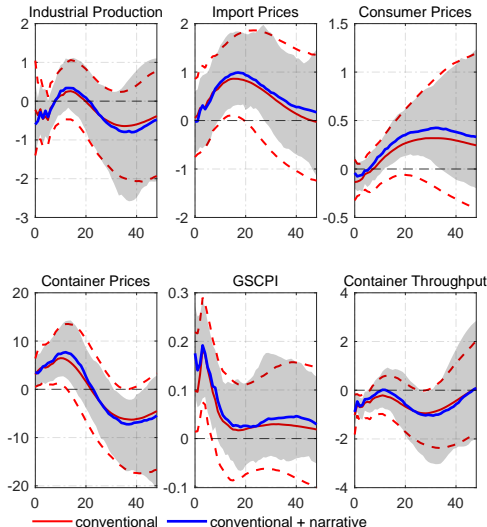 Industrial Production Import Prices Consumer Prices
2 2 1.5
1 1 1
0 0 0.5
-1 -1 0
-2 -2 -0.5
-3
0 20 40 0 20 40 0 20 40
Container Prices GSCPI Container Throughput
20 0.3 4
10 0.2 2
0 0.1 0
-10 0 -2
-20 -0.1 -4
0 20 40 0 20 40 0 20 40
conventional conventional + narrative